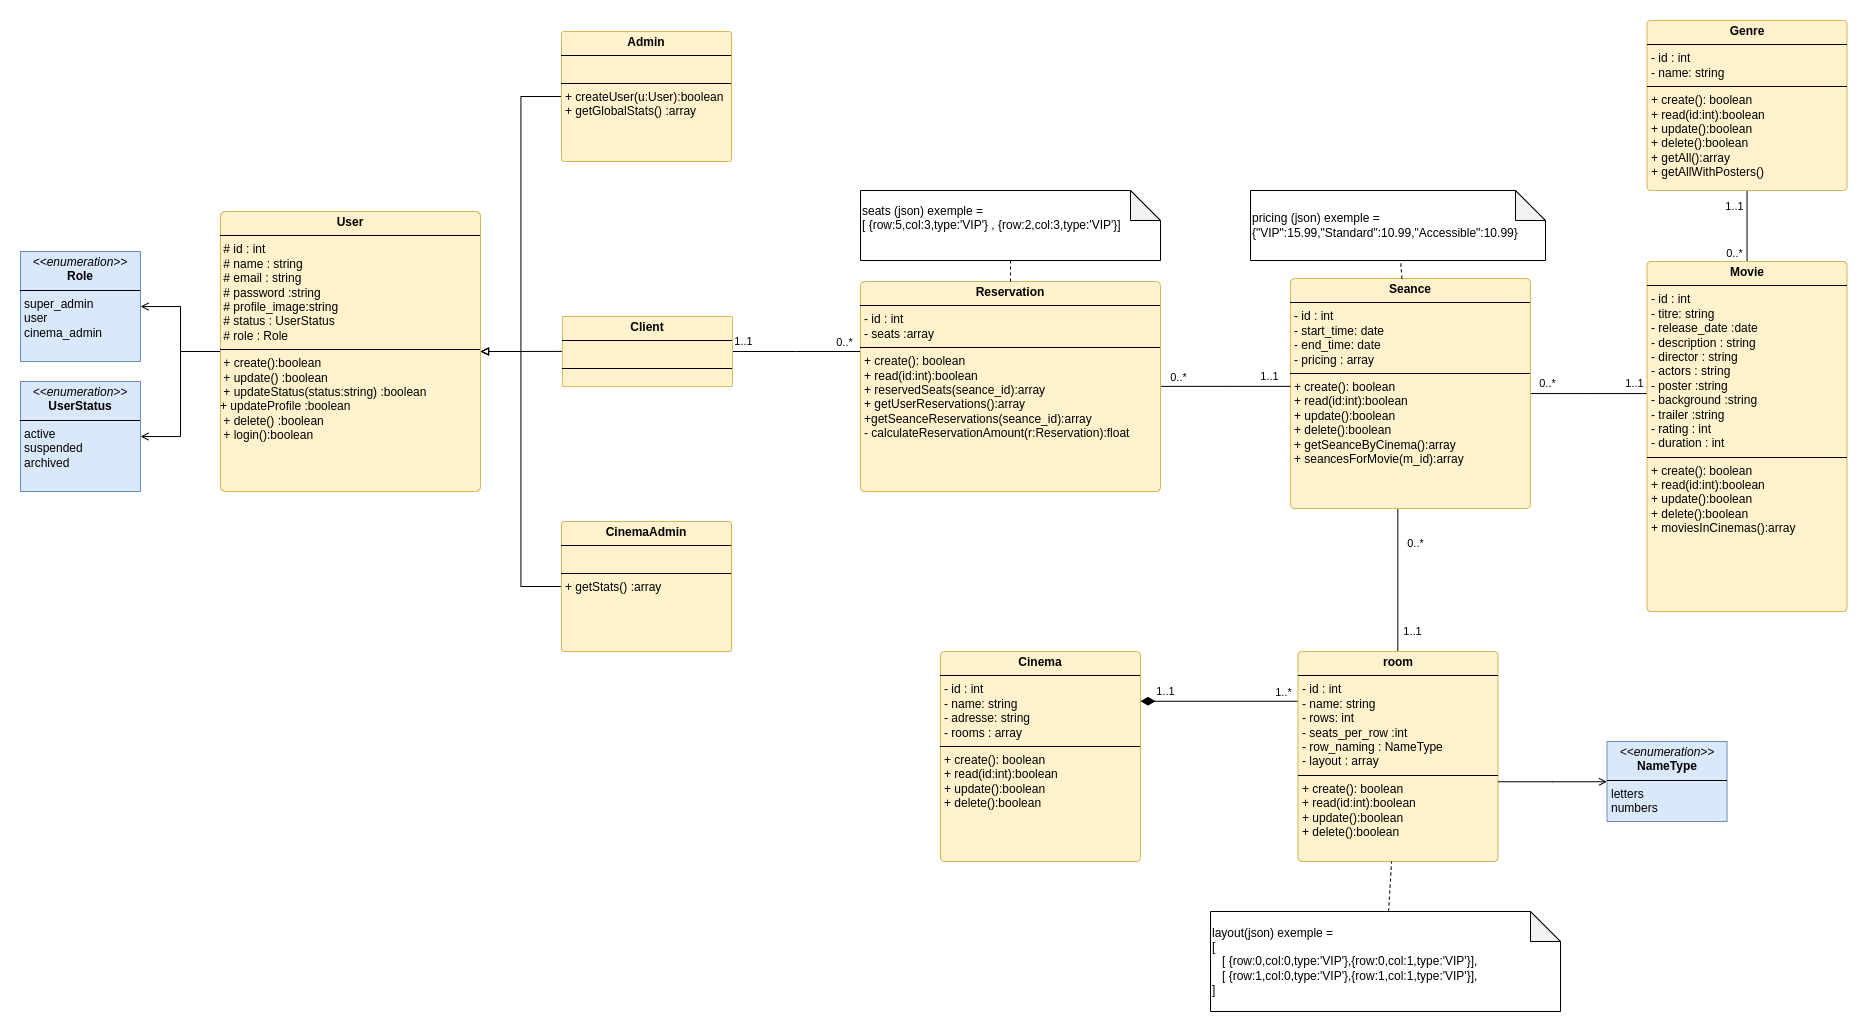 <<enumeration>>
Role
super_admin
user
cinema_admin
<<enumeration>>
UserStatus
active
suspended
archived
User
# id : int
# name : string
# email : string
# password :string
# profile_image:string
# status : UserStatus
# role : Role
+ create():boolean
+ update() :boolean
+ updateStatus(status:string) :boolean
+ updateProfile :boolean
+ delete() :boolean
+ login():boolean
Admin
+ createUser(u:User):boolean
+ getGlobalStats() :array
Client
1..1
0..*
CinemaAdmin
+ getStats() :array
seats (json) exemple =
[ {row:5,col:3,type:'VIP'} , {row:2,col:3,type:'VIP'}]
Reservation
- id : int
- seats :array
+ create(): boolean
+ read(id:int):boolean
+ reservedSeats(seance_id):array
+ getUserReservations():array
+getSeanceReservations(seance_id):array
- calculateReservationAmount(r:Reservation):float
0..*
1..1
pricing (json) exemple =
{"VIP":15.99,"Standard":10.99,"Accessible":10.99}
Seance
- id : int
- start_time: date
- end_time: date
- pricing : array
+ create(): boolean
+ read(id:int):boolean
+ update():boolean
+ delete():boolean
+ getSeanceByCinema():array
+ seancesForMovie(m_id):array
0..*
1..1
Genre
- id : int
- name: string
+ create(): boolean
+ read(id:int):boolean
+ update():boolean
+ delete():boolean
+ getAll():array
+ getAllWithPosters()
1..1
0..*
Movie
- id : int
- titre: string
- release_date :date
- description : string
- director : string
- actors : string
- poster :string
- background :string
- trailer :string
- rating : int
- duration : int
+ create(): boolean
+ read(id:int):boolean
+ update():boolean
+ delete():boolean
+ moviesInCinemas():array
0..*
1..1
Cinema
- id : int
- name: string
- adresse: string
- rooms : array
+ create(): boolean
+ read(id:int):boolean
+ update():boolean
+ delete():boolean
1..1
1..*
room
- id : int
- name: string
- rows: int
- seats_per_row :int
- row_naming : NameType
- layout : array
+ create(): boolean
+ read(id:int):boolean
+ update():boolean
+ delete():boolean
<<enumeration>>
NameType
letters
numbers
layout(json) exemple =
[
[ {row:0,col:0,type:'VIP'},{row:0,col:1,type:'VIP'}],
[ {row:1,col:0,type:'VIP'},{row:1,col:1,type:'VIP'}],
]